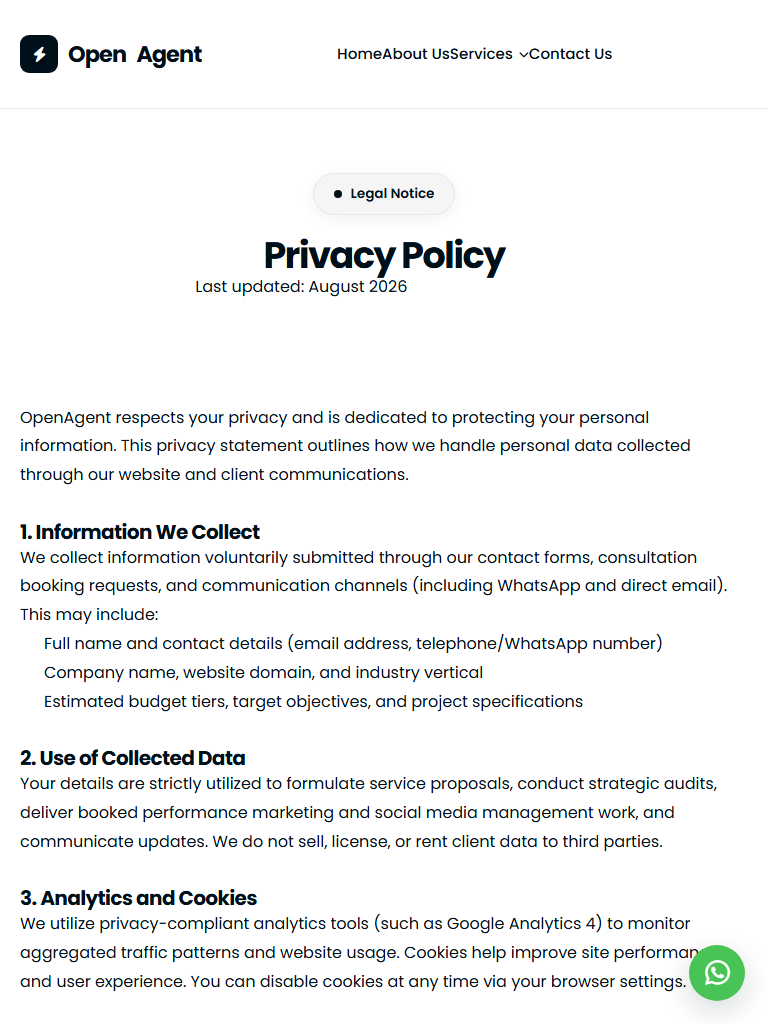 Open Agent
Home About Us Services Contact Us
Legal Notice
Privacy Policy
Last updated: August 2026
OpenAgent respects your privacy and is dedicated to protecting your personal
information. This privacy statement outlines how we handle personal data collected
through our website and client communications.
1. Information We Collect
We collect information voluntarily submitted through our contact forms, consultation
booking requests, and communication channels (including WhatsApp and direct email).
This may include:
Full name and contact details (email address, telephone/WhatsApp number)
Company name, website domain, and industry vertical
Estimated budget tiers, target objectives, and project specifications
2. Use of Collected Data
Your details are strictly utilized to formulate service proposals, conduct strategic audits,
deliver booked performance marketing and social media management work, and
communicate updates. We do not sell, license, or rent client data to third parties.
3. Analytics and Cookies
We utilize privacy-compliant analytics tools (such as Google Analytics 4) to monitor
aggregated traffic patterns and website usage. Cookies help improve site
and user experience. You can disable cookies at any time via your browser settings.